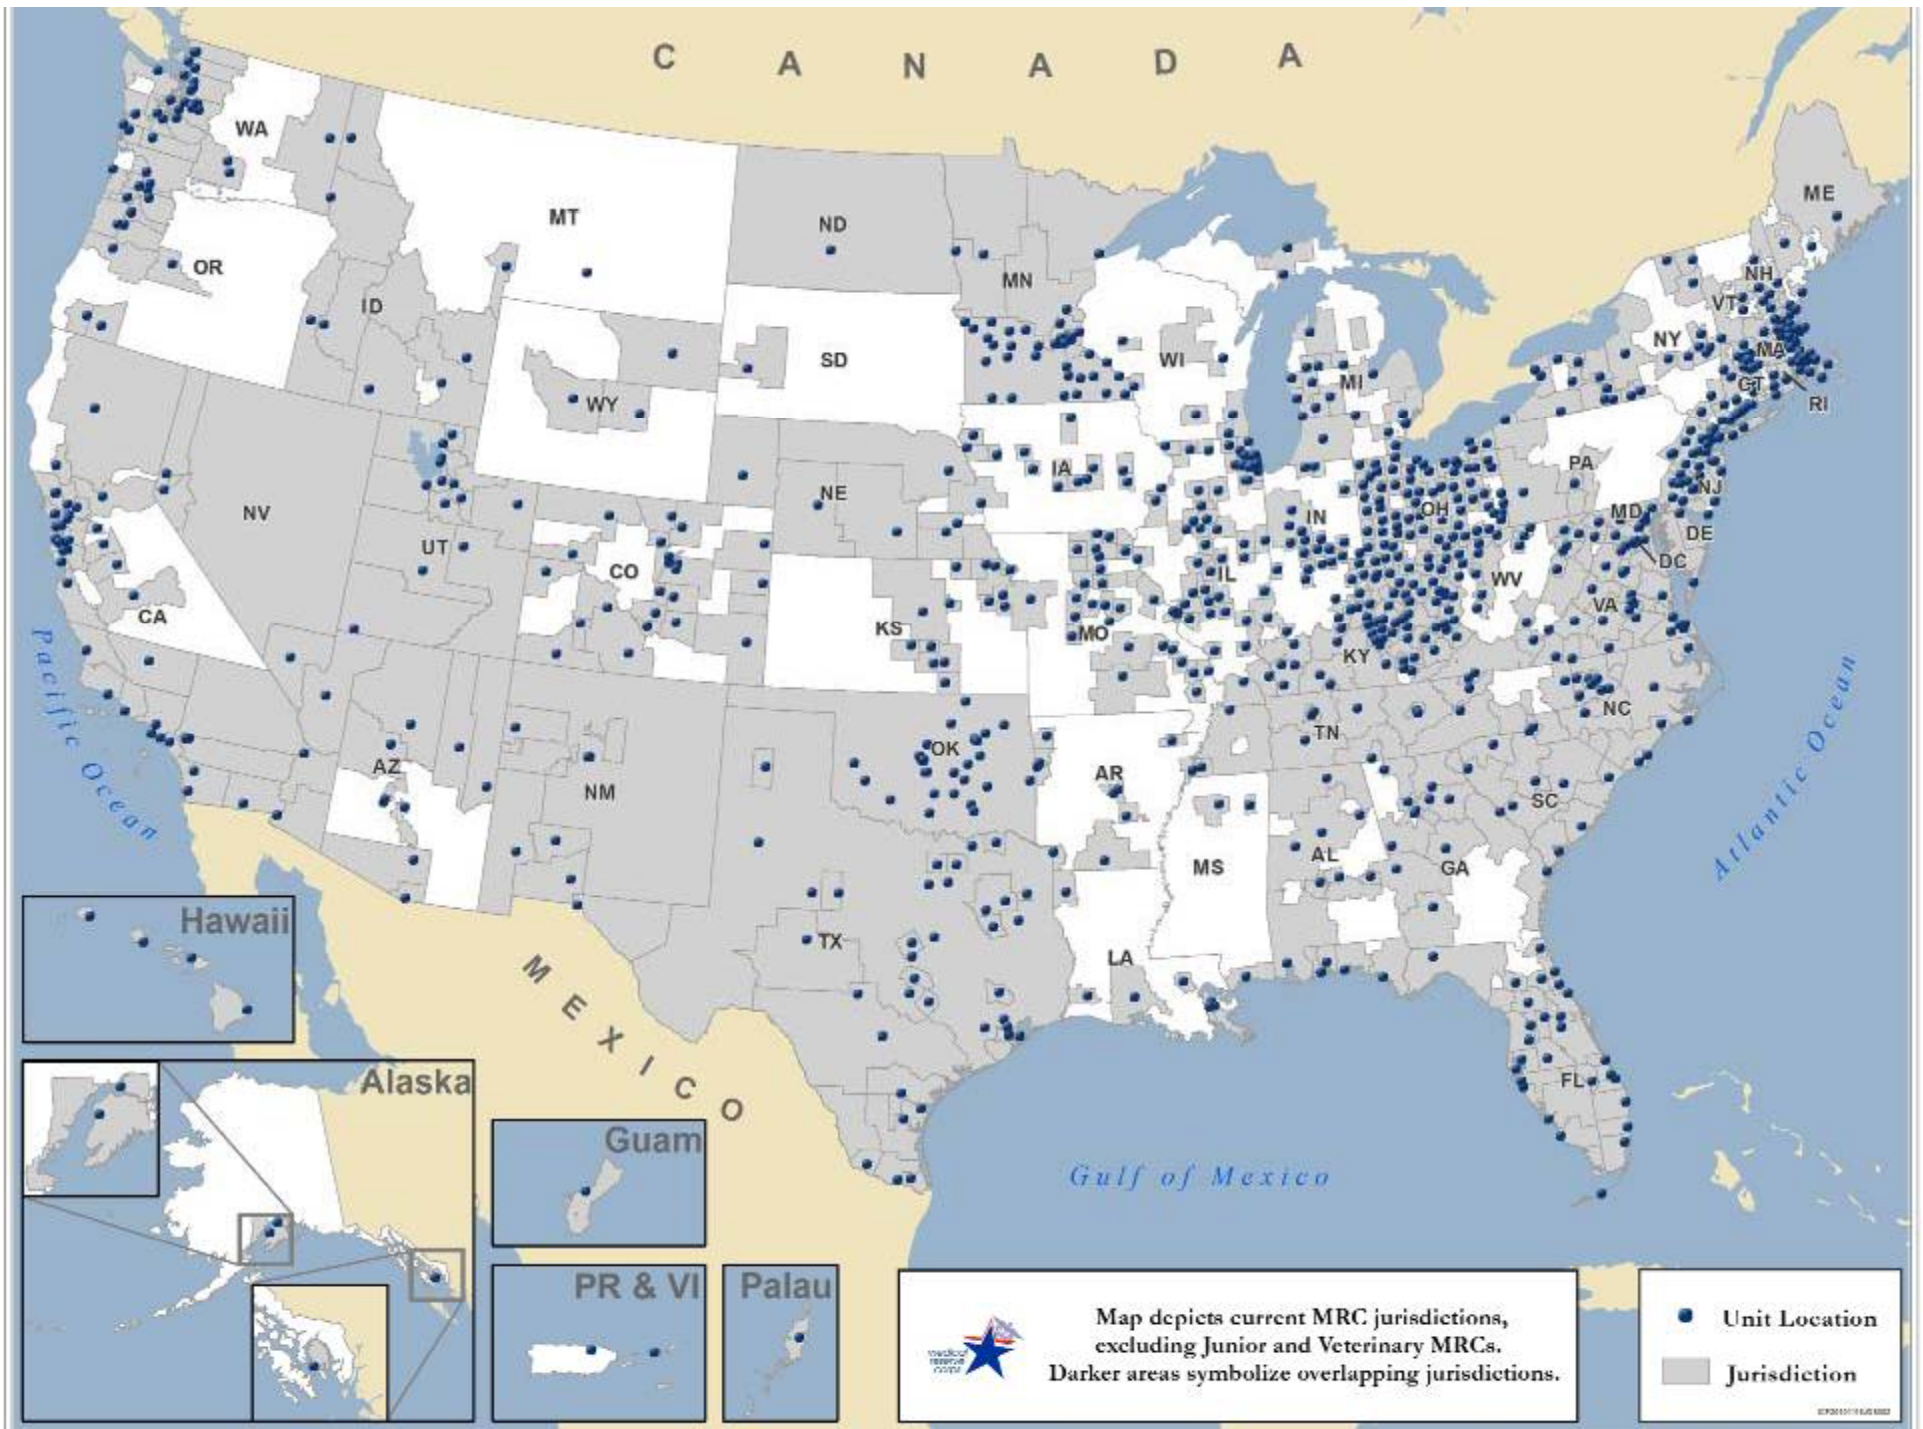 C A N A D A
WA
MT
ND
ME
OR
MN
NH
ID
VT
NY
SD
WI
MA
MI
WY
CT
RI
IA
PA
NE
NJ
NV
IN
OH
MD
DE
UT
DC
CO
IL
WV
CA
VA
KS
MO
KY
NC
TN
OK
AZ
AR
NM
SC
AL
MS
GA
TX
LA
FL
Pacific Ocean
Atlantic Ocean
Hawaii
MEXICO
Alaska
Guam
Gulf of Mexico
PR & VI
Palau
medical
reserve
corps
Map depicts current MRC jurisdictions,
excluding Junior and Veterinary MRCs.
Darker areas symbolize overlapping jurisdictions.
Unit Location
Jurisdiction